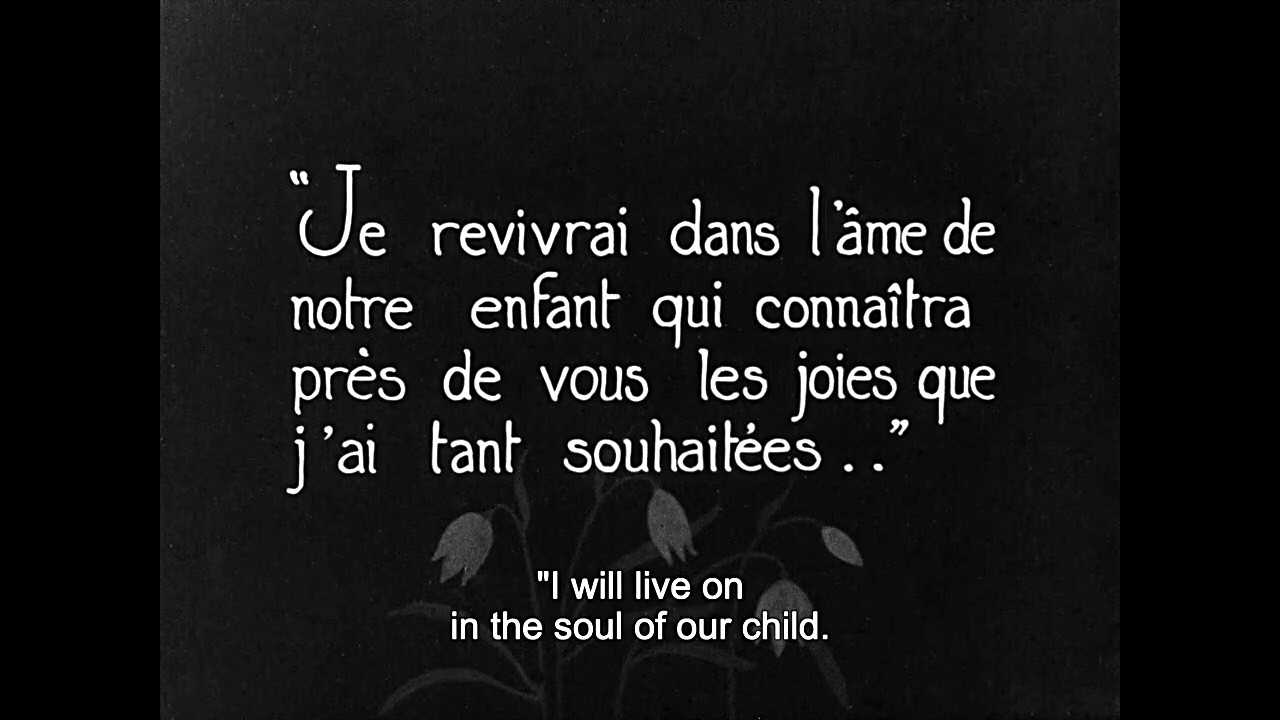 “Je revivrai dans l'âme de
notre enfant qui connaîtra
près de vous les joies que
j'ai tant souhaitées . .”
"I will live on
in the soul of our child.